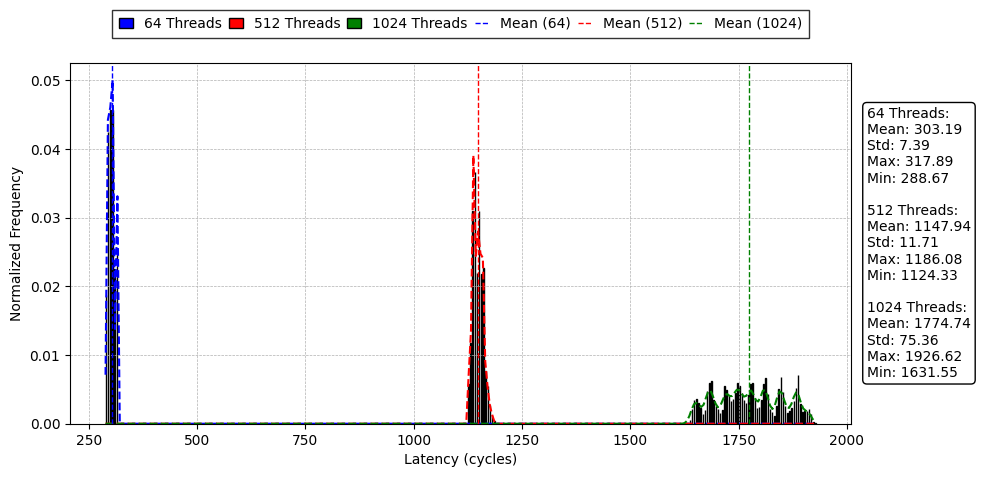 64 Threads 512 Threads 1024 Threads Mean (64) Mean (512) Mean (1024)
0.05
0.04
0.03
0.02
0.01
0.00
Normalized Frequency
250 500 750 1000 1250 1500 1750 2000
Latency (cycles)
64 Threads:
Mean: 303.19
Std: 7.39
Max: 317.89
Min: 288.67
512 Threads:
Mean: 1147.94
Std: 11.71
Max: 1186.08
Min: 1124.33
1024 Threads:
Mean: 1774.74
Std: 75.36
Max: 1926.62
Min: 1631.55